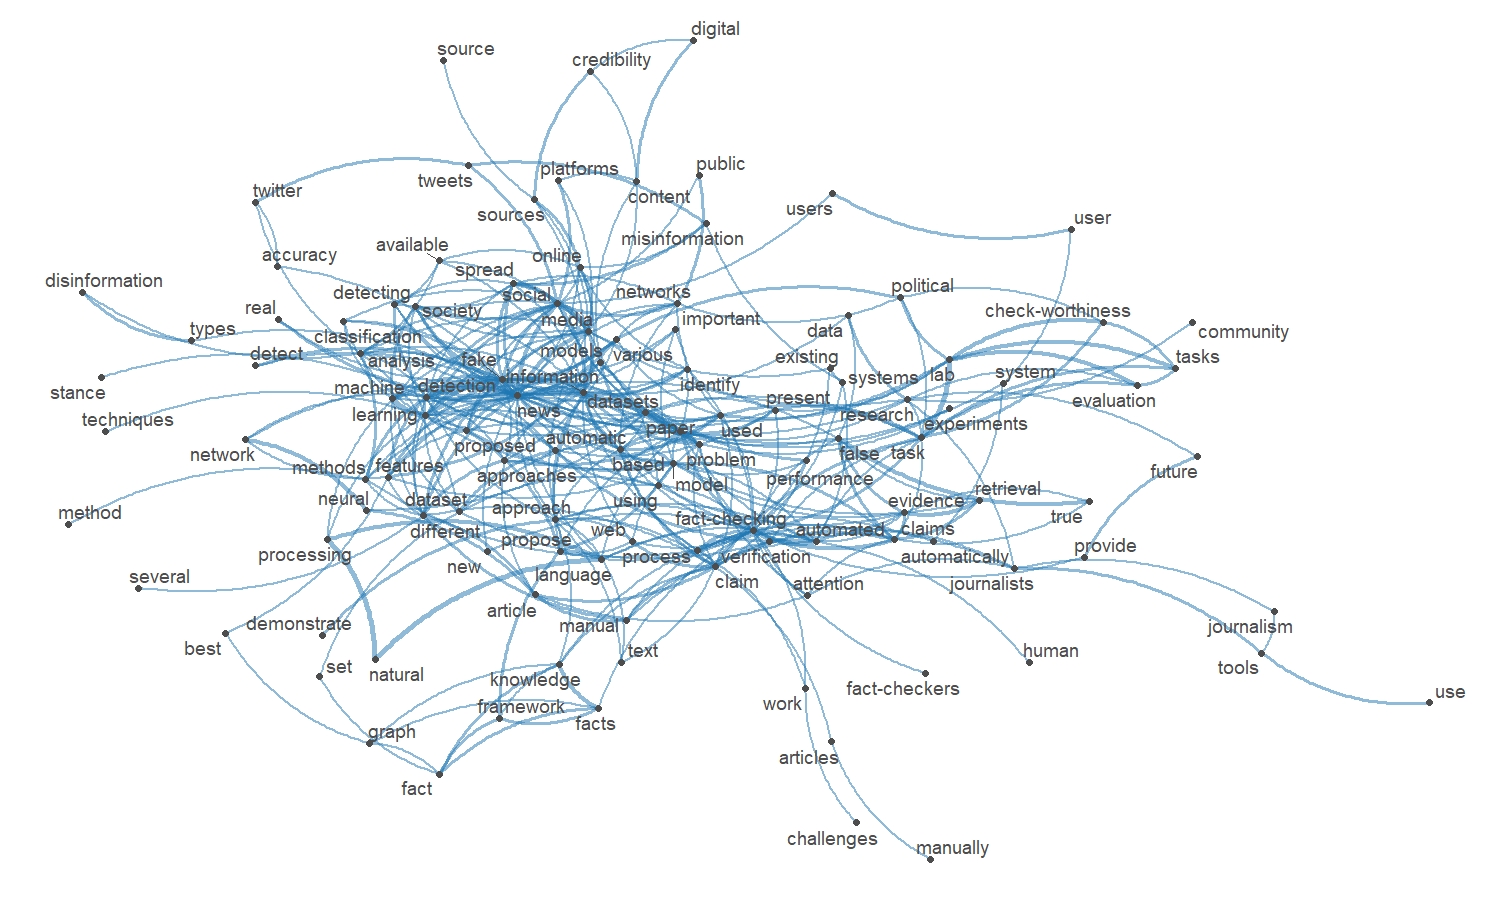 digital
source
credibility
platforms
public
tweets
twitter
content
sources
users
user
available
misinformation
accuracy
online
spread
disinformation
detecting
social
networks
political
real
society
check-worthiness
types
classification
media
important
data
community
detect
analysis
fake
models
various
existing
tasks
stance
machine
detection
information
identify
systems
lab
system
techniques
learning
news
datasets
present
research
evaluation
network
proposed
automatic
paper
used
experiments
methods
features
approaches
based
problem
false
task
future
method
neural
dataset
approach
using
model
performance
evidence
retrieval
true
processing
different
propose
web
fact-checking
automated
claims
provide
several
new
language
process
verification
automatically
journalists
demonstrate
article
claim
attention
best
manual
journalism
set
natural
knowledge
text
human
tools
graph
framework
facts
work
fact-checkers
use
fact
articles
challenges
manually